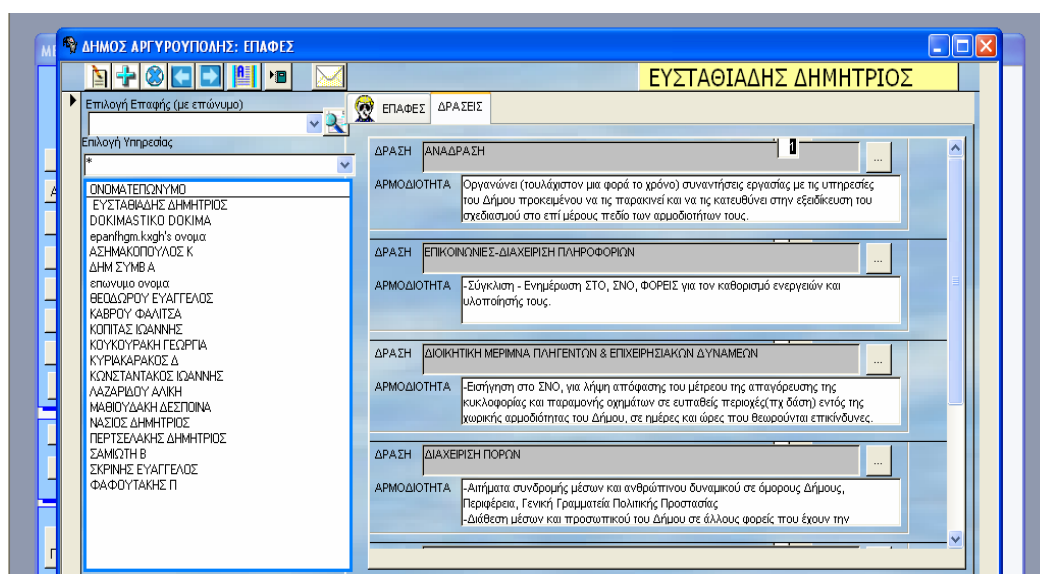 ΜΕ
ΔΗΜΟΣ ΑΡΓΥΡΟΥΠΟΛΗΣ: ΕΠΑΦΕΣ
ΕΥΣΤΑΘΙΑΔΗΣ ΔΗΜΗΤΡΙΟΣ
Επιλογή Επαφής (με επώνυμο)
Επιλογή Υπηρεσίας
*
ΟΝΟΜΑΤΕΠΩΝΥΜΟ
ΕΥΣΤΑΘΙΑΔΗΣ ΔΗΜΗΤΡΙΟΣ
DOKIMASTIKO DOKIMA
epanfhgm.kxgh's ονομα
ΑΣΗΜΑΚΟΠΟΥΛΟΣ Κ
ΔΗΜ ΣΥΜΒ Α
επωνυμο ονομα
ΘΕΟΔΩΡΟΥ ΕΥΑΓΓΕΛΟΣ
ΚΑΒΡΟΥ ΦΑΛΙΤΣΑ
ΚΟΠΙΤΑΣ ΙΩΑΝΝΗΣ
ΚΟΥΚΟΥΡΑΚΗ ΓΕΩΡΓΙΑ
ΚΥΡΙΑΚΑΡΑΚΟΣ Δ
ΚΩΝΣΤΑΝΤΑΚΟΣ ΙΩΑΝΝΗΣ
ΛΑΖΑΡΙΔΟΥ ΑΛΙΚΗ
ΜΑΘΙΟΥΔΑΚΗ ΔΕΣΠΟΙΝΑ
ΝΑΣΙΟΣ ΔΗΜΗΤΡΙΟΣ
ΠΕΡΤΣΕΛΑΚΗΣ ΔΗΜΗΤΡΙΟΣ
ΣΑΜΙΩΤΗ Β
ΣΚΡΙΝΗΣ ΕΥΑΓΓΕΛΟΣ
ΦΑΦΟΥΤΑΚΗΣ Π
ΕΠΑΦΕΣ ΔΡΑΣΕΙΣ
ΔΡΑΣΗ ΑΝΑΔΡΑΣΗ ...
ΑΡΜΟΔΙΟΤΗΤΑ Οργανώνει (τουλάχιστον μια φορά το χρόνο) συναντήσεις εργασίας με τις υπηρεσίες
του Δήμου προκειμένου να τις παρακινεί και να τις κατευθύνει στην εξειδίκευση του
σχεδιασμού στο επί μέρους πεδίο των αρμοδιοτήτων τους.
ΔΡΑΣΗ ΕΠΙΚΟΙΝΩΝΙΕΣ-ΔΙΑΧΕΙΡΙΣΗ ΠΛΗΡΟΦΟΡΙΩΝ ...
ΑΡΜΟΔΙΟΤΗΤΑ -Σύγκλιση - Ενημέρωση ΣΤΟ, ΣΝΟ, ΦΟΡΕΙΣ για τον καθορισμό ενεργειών και
υλοποίησής τους.
ΔΡΑΣΗ ΔΙΟΙΚΗΤΙΚΗ ΜΕΡΙΜΝΑ ΠΛΗΓΕΝΤΩΝ & ΕΠΙΧΕΙΡΗΣΙΑΚΩΝ ΔΥΝΑΜΕΩΝ ...
ΑΡΜΟΔΙΟΤΗΤΑ -Εισήγηση στο ΣΝΟ, για λήψη απόφασης του μέτρεου της απαγόρευσης της
κυκλοφορίας και παραμονής οχημάτων σε ευπαθείς περιοχές(πχ δάση) εντός της
χωρικής αρμοδιότητας του Δήμου, σε ημέρες και ώρες που θεωρούνται επικίνδυνες.
ΔΡΑΣΗ ΔΙΑΧΕΙΡΙΣΗ ΠΟΡΩΝ ...
ΑΡΜΟΔΙΟΤΗΤΑ -Αιτήματα συνδρομής μέσων και ανθρώπινου δυναμικού σε όμορους Δήμους,
Περιφέρεια, Γενική Γραμματεία Πολιτικής Προστασίας
-Διάθεση μέσων και προσωπικού του Δήμου σε άλλους φορείς που έχουν την